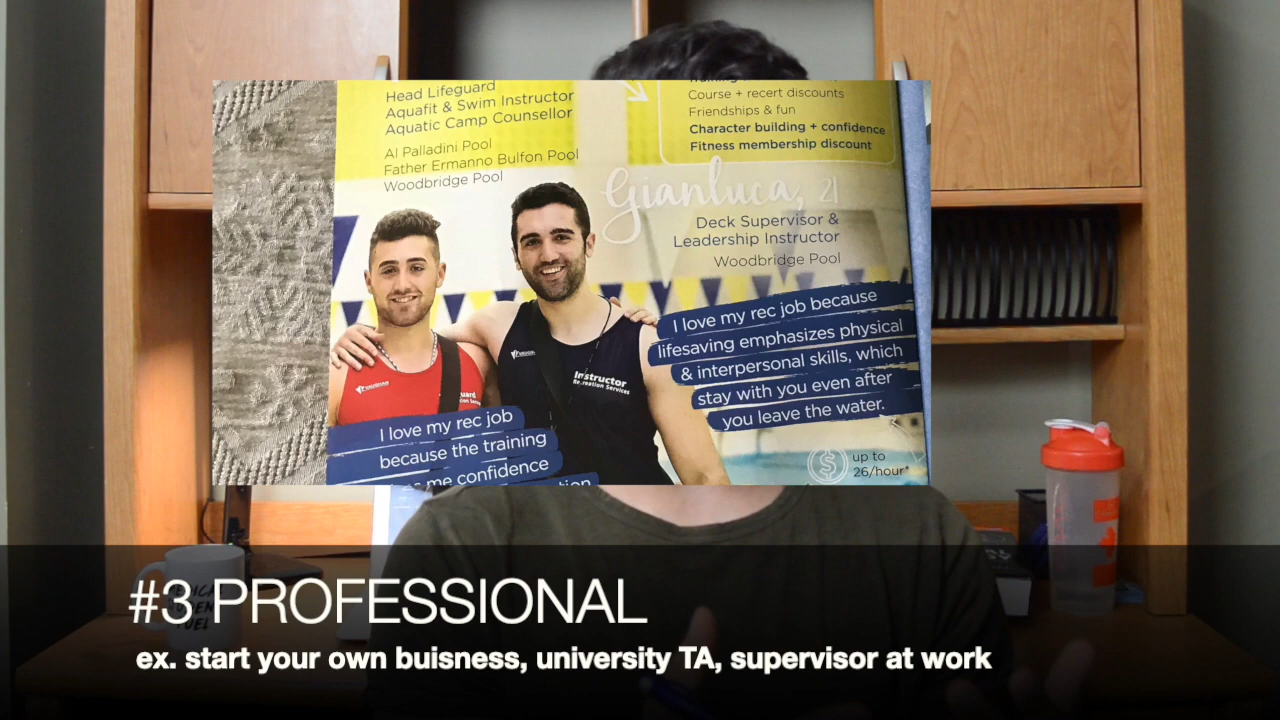 Head Lifeguard
Aquafit & Swim Instructor
Aquatic Camp Counsellor
Al Palladini Pool
Father Ermanno Bulfon Pool
Woodbridge Pool
Course + recert discounts
Friendships & fun
Character building + confidence
Fitness membership discount
Gianluca, 21
Deck Supervisor &
Leadership Instructor
Woodbridge Pool
I love my rec job because
lifesaving emphasizes physical
& interpersonal skills, which
stay with you even after
you leave the water.
Instructor
Recreation Services
I love my rec job
because the training
me confidence
up to
26/hour*
#3 PROFESSIONAL
ex. start your own buisness, university TA, supervisor at work